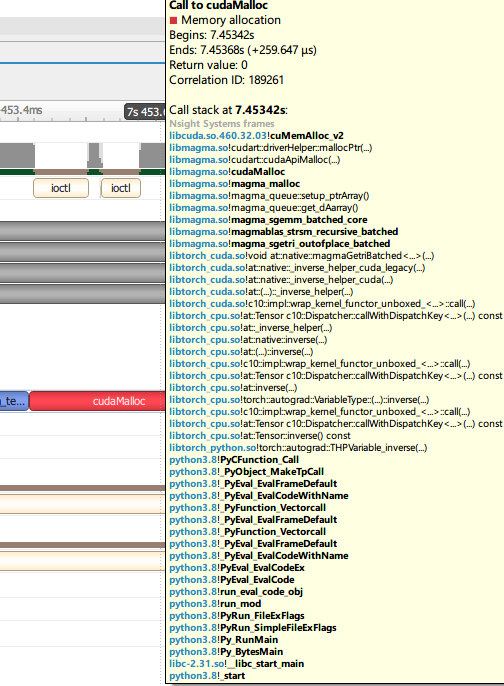 Call to cudaMalloc
Memory allocation
Begins: 7.45342s
Ends: 7.45368s (+259.647 μs)
Return value: 0
Correlation ID: 189261
Call stack at 7.45342s:
Nsight Systems frames
libcuda.so.460.32.03!cuMemAlloc_v2
libmagma.so!cudart::driverHelper::mallocPtr(...)
libmagma.so!cudart::cudaApiMalloc(...)
libmagma.so!cudaMalloc
libmagma.so!magma_malloc
libmagma.so!magma_queue::setup_ptrArray()
libmagma.so!magma_queue::get_dAarray()
libmagma.so!magma_sgemm_batched_core
libmagma.so!magmablas_strsm_recursive_batched
libmagma.so!magma_sgetri_outofplace_batched
libtorch_cuda.so!void at::native::magmaGetriBatched<...>(...)
libtorch_cuda.so!at::native::_inverse_helper_cuda_legacy(...)
libtorch_cuda.so!at::native::_inverse_helper_cuda(...)
libtorch_cuda.so!at::(...)::_inverse_helper(...)
libtorch_cuda.so!c10::impl::wrap_kernel_functor_unboxed_<...>::call(...)
libtorch_cpu.so!at::Tensor c10::Dispatcher::callWithDispatchKey<...>(...) const
libtorch_cpu.so!at::_inverse_helper(...)
libtorch_cpu.so!at::native::inverse(...)
libtorch_cpu.so!at::(...)::inverse(...)
libtorch_cpu.so!c10::impl::wrap_kernel_functor_unboxed_<...>::call(...)
libtorch_cpu.so!at::Tensor c10::Dispatcher::callWithDispatchKey<...>(...) const
libtorch_cpu.so!at::inverse(...)
libtorch_cpu.so!torch::autograd::VariableType::(...)::inverse(...)
libtorch_cpu.so!c10::impl::wrap_kernel_functor_unboxed_<...>::call(...)
libtorch_cpu.so!at::Tensor c10::Dispatcher::callWithDispatchKey<...>(...) const
libtorch_cpu.so!at::Tensor::inverse() const
libtorch_python.so!torch::autograd::THPVariable_inverse(...)
python3.8!PyCFunction_Call
python3.8!_PyObject_MakeTpCall
python3.8!_PyEval_EvalFrameDefault
python3.8!_PyEval_EvalCodeWithName
python3.8!_PyFunction_Vectorcall
python3.8!_PyEval_EvalFrameDefault
python3.8!_PyFunction_Vectorcall
python3.8!_PyEval_EvalFrameDefault
python3.8!_PyEval_EvalCodeWithName
python3.8!PyEval_EvalCodeEx
python3.8!PyEval_EvalCode
python3.8!run_eval_code_obj
python3.8!run_mod
python3.8!PyRun_FileExFlags
python3.8!PyRun_SimpleFileExFlags
python3.8!Py_RunMain
python3.8!Py_BytesMain
libc-2.31.so!__libc_start_main
python3.8!_start
453.4ms
7s 453.
ioctl
ioctl
_te...
cudaMalloc